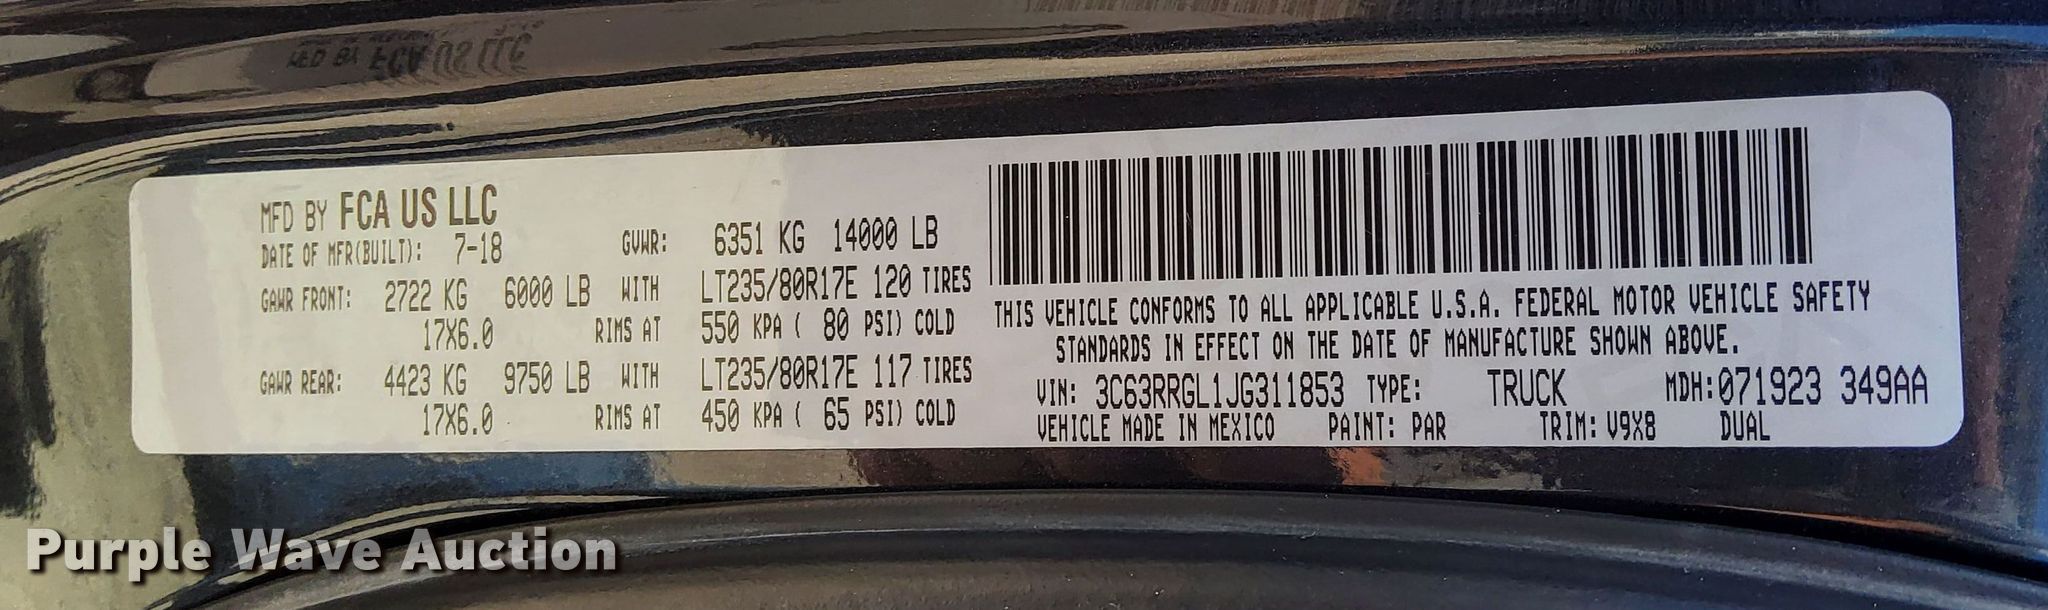 MFD BY FCA US LLC
DATE OF MFR(BUILT): 7-18 GVWR: 6351 KG 14000 LB
GAWR FRONT: 2722 KG 6000 LB WITH LT235/80R17E 120 TIRES
17X6.0 RIMS AT 550 KPA ( 80 PSI) COLD
GAWR REAR: 4423 KG 9750 LB WITH LT235/80R17E 117 TIRES
17X6.0 RIMS AT 450 KPA ( 65 PSI) COLD
THIS VEHICLE CONFORMS TO ALL APPLICABLE U.S.A. FEDERAL MOTOR VEHICLE SAFETY
STANDARDS IN EFFECT ON THE DATE OF MANUFACTURE SHOWN ABOVE.
VIN: 3C63RRGL1JG311853 TYPE: TRUCK MDH:071923 349AA
VEHICLE MADE IN MEXICO PAINT: PAR TRIM: V9X8 DUAL
Purple Wave Auction